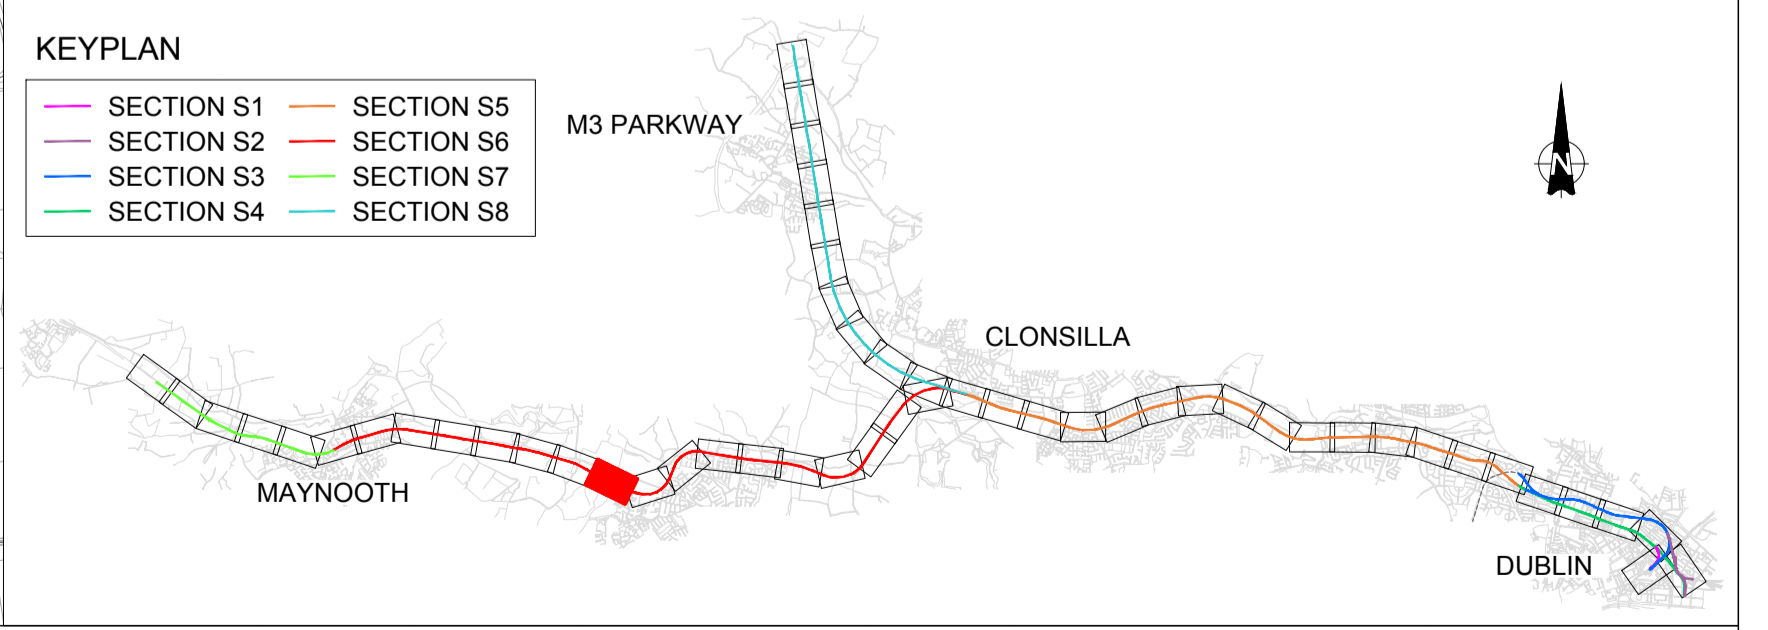 KEYPLAN
SECTION S1
SECTION S5
SECTION S2
SECTION S6
SECTION S3
SECTION S7
SECTION S4
SECTION S8
M3 PARKWAY
N
CLONSILLA
MAYNOOTH
DUBLIN